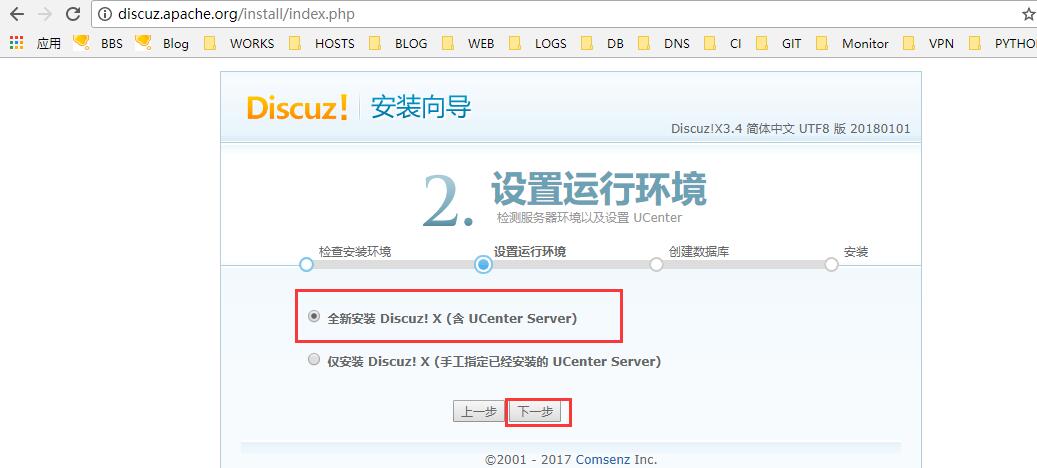 discuz.apache.org/install/index.php
应用 BBS Blog WORKS HOSTS BLOG WEB LOGS DB DNS CI GIT Monitor VPN PYTHO
Discuz! 安装向导
Discuz!X3.4 简体中文 UTF8 版 20180101
2. 设置运行环境
检测服务器环境以及设置 UCenter
检查安装环境 设置运行环境 创建数据库 安装
全新安装 Discuz! X (含 UCenter Server)
仅安装 Discuz! X (手工指定已经安装的 UCenter Server)
上一步 下一步
©2001 - 2017 Comsenz Inc.